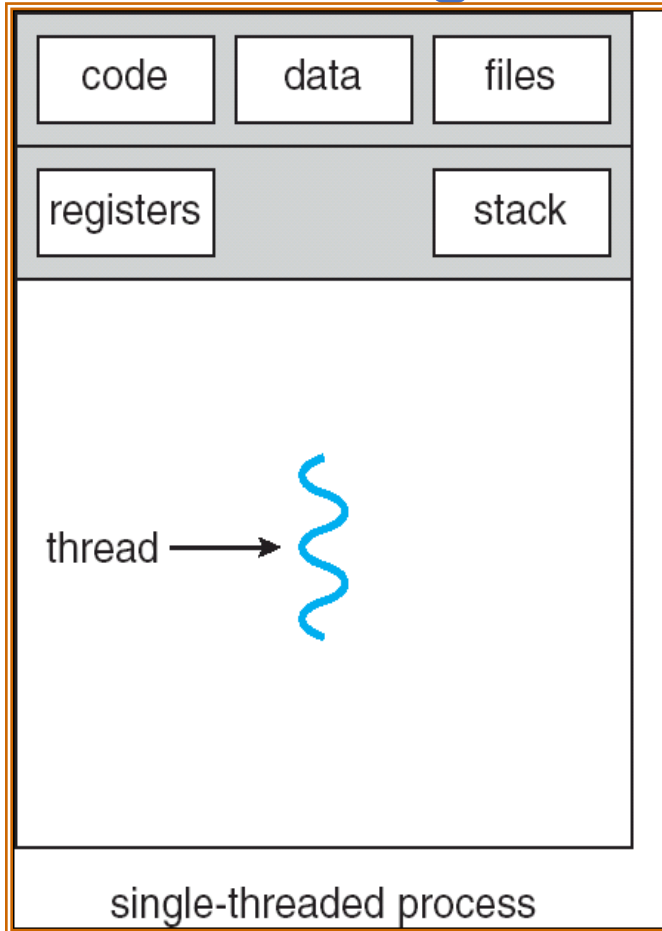 code data files
registers stack
thread
single-threaded process